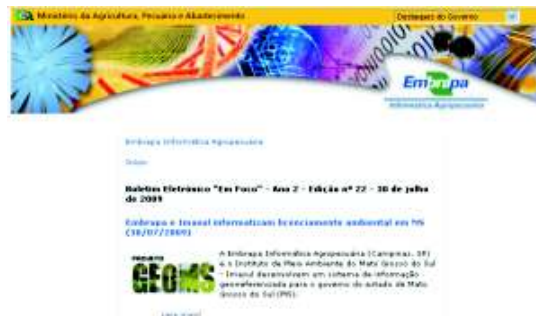 Ministério da Agricultura, Pecuária e Abastecimento
Destaques do Governo
Embrapa
Informática Agropecuária
Embrapa Informática Agropecuária
Boletim Eletrônico "Em Foco" - Ano 2 - Edição nº 22 - 30 de julho
de 2009
Embrapa e Imasul informatizam licenciamento ambiental em MS
(30/07/2009)
PROJETO
GEOMS
A Embrapa Informática Agropecuária (Campinas, SP)
e o Instituto de Meio Ambiente do Mato Grosso do Sul
- Imasul desenvolvem um sistema de informação
georreferenciada para o governo do estado de Mato
Grosso do Sul (MS).